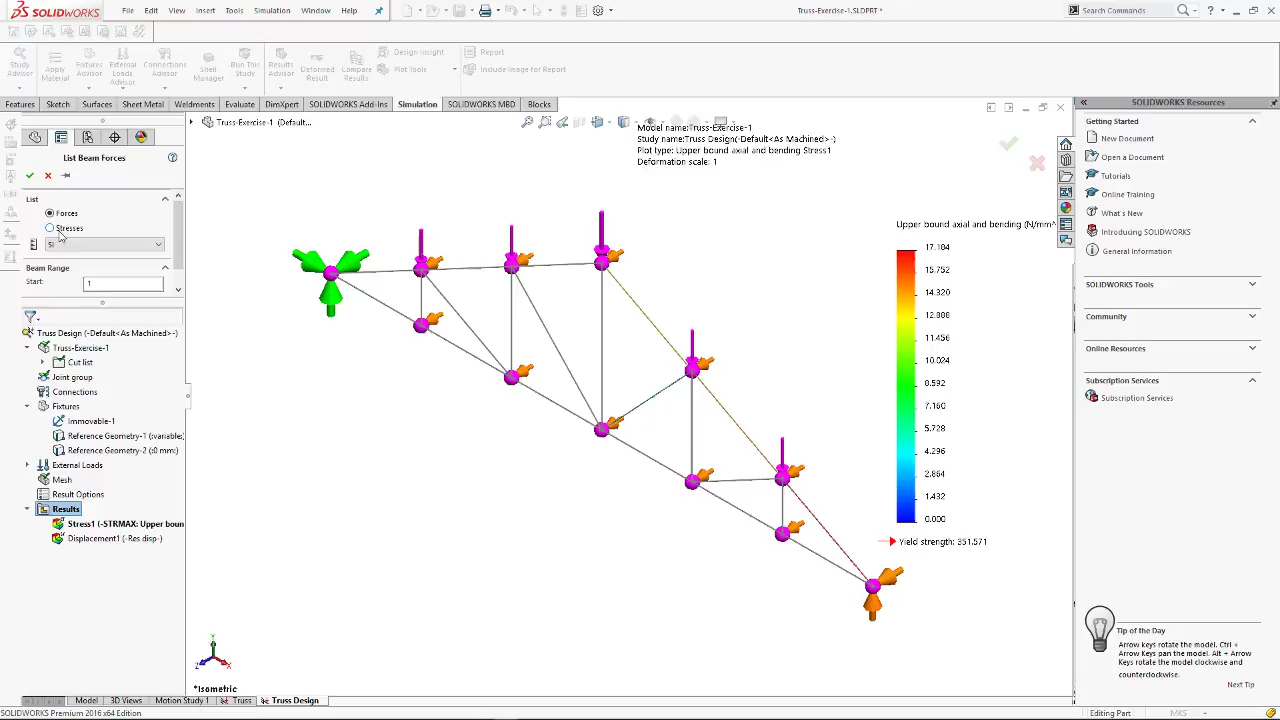 SOLIDWORKS
File Edit View Insert Tools Simulation Window Help
Truss-Exercise-1.SLDPRT *
Search Commands
Study Advisor
Apply Material
Fixtures Advisor
External Loads Advisor
Connections Advisor
Shell Manager
Run This Study
Results Advisor
Deformed Result
Compare Results
Design Insight
Plot Tools
Report
Include Image for Report
Features Sketch Surfaces Sheet Metal Weldments Evaluate DimXpert SOLIDWORKS Add-Ins Simulation SOLIDWORKS MBD Blocks
Truss-Exercise-1 (Default...
List Beam Forces
List
Forces
Stresses
SI
Beam Range
Start:
1
Truss Design (-Default<As Machined>-)
Truss-Exercise-1
Cut list
Joint group
Connections
Fixtures
Immovable-1
Reference Geometry-1 (variable:
Reference Geometry-2 (:0 mm:)
External Loads
Mesh
Result Options
Results
Stress1 (-STRMAX: Upper boun
Displacement1 (-Res disp-)
Model name:Truss-Exercise-1
Study name:Truss Design(-Default<As Machined>-)
Plot type: Upper bound axial and bending Stress1
Deformation scale: 1
Upper bound axial and bending (N/mm^
17.184
15.752
14.320
12.888
11.456
10.024
8.592
7.160
5.728
4.296
2.864
1.432
0.000
Yield strength: 351.571
Y
X
Z
*Isometric
SOLIDWORKS Resources
Getting Started
New Document
Open a Document
Tutorials
Online Training
What's New
Introducing SOLIDWORKS
General Information
SOLIDWORKS Tools
Community
Online Resources
Subscription Services
Subscription Services
Tip of the Day
Arrow keys rotate the model. Ctrl +
Arrow Keys pan the model. Alt + Arrow
Keys rotate the model clockwise and
counterclockwise.
Next Tip
Model 3D Views Motion Study 1 Truss Truss Design
SOLIDWORKS Premium 2016 x64 Edition
Editing Part
MKS